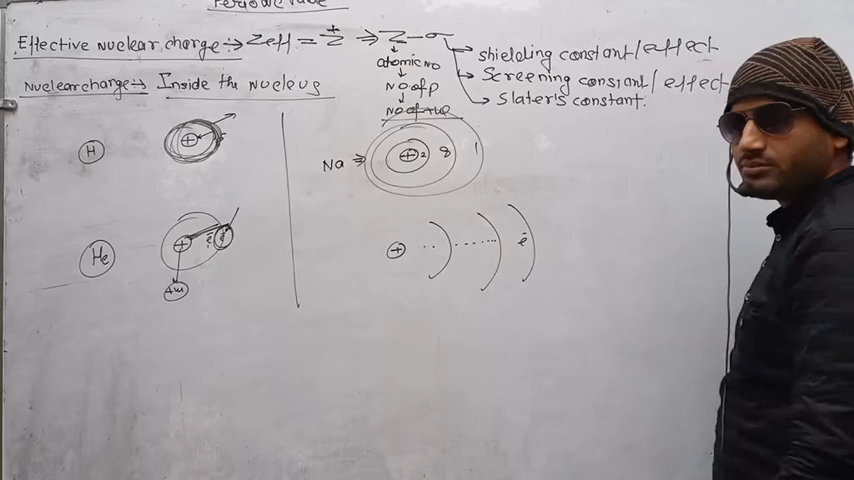 Periodic Table
Effective nuclear charge :→ Zeff = Z* ⇒ Z - σ
→ shielding constant / effect
atomic no
→ Screening constant / effect
Nuclear charge :→ Inside the nucleus
No of p
→ Slater's constant.
No of +ve
H
+
Na ⇒
+ 2 8 1
He
+ ē ē
+ ē